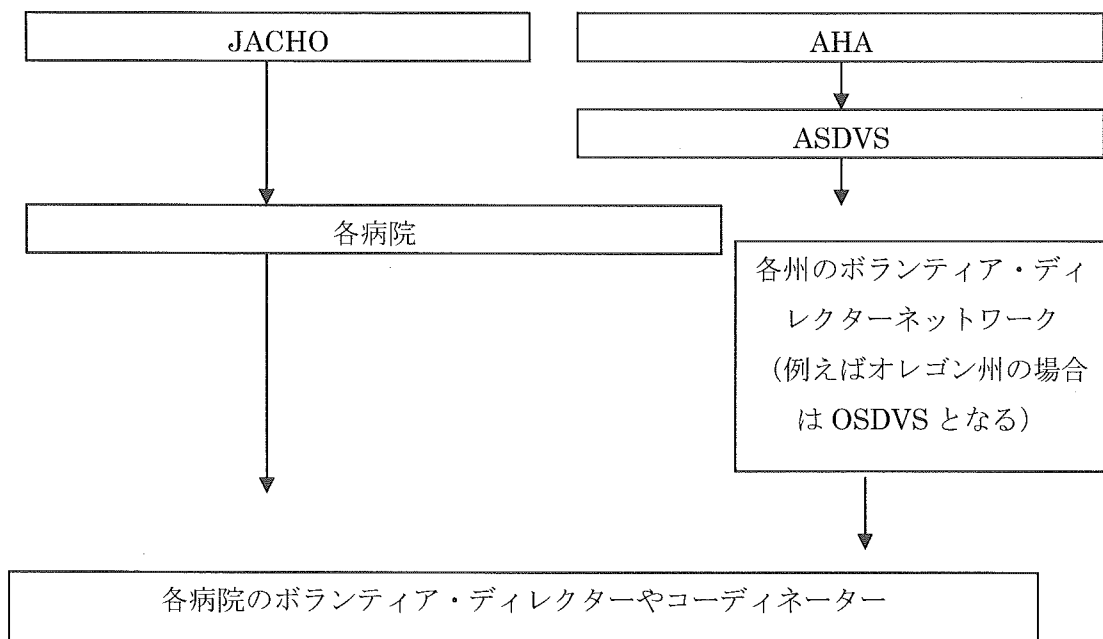 JACHO
AHA
ASDVS
各病院
各州のボランティア・ディ
レクターネットワーク
（例えばオレゴン州の場合
は OSDVS となる）
各病院のボランティア・ディレクターやコーディネーター